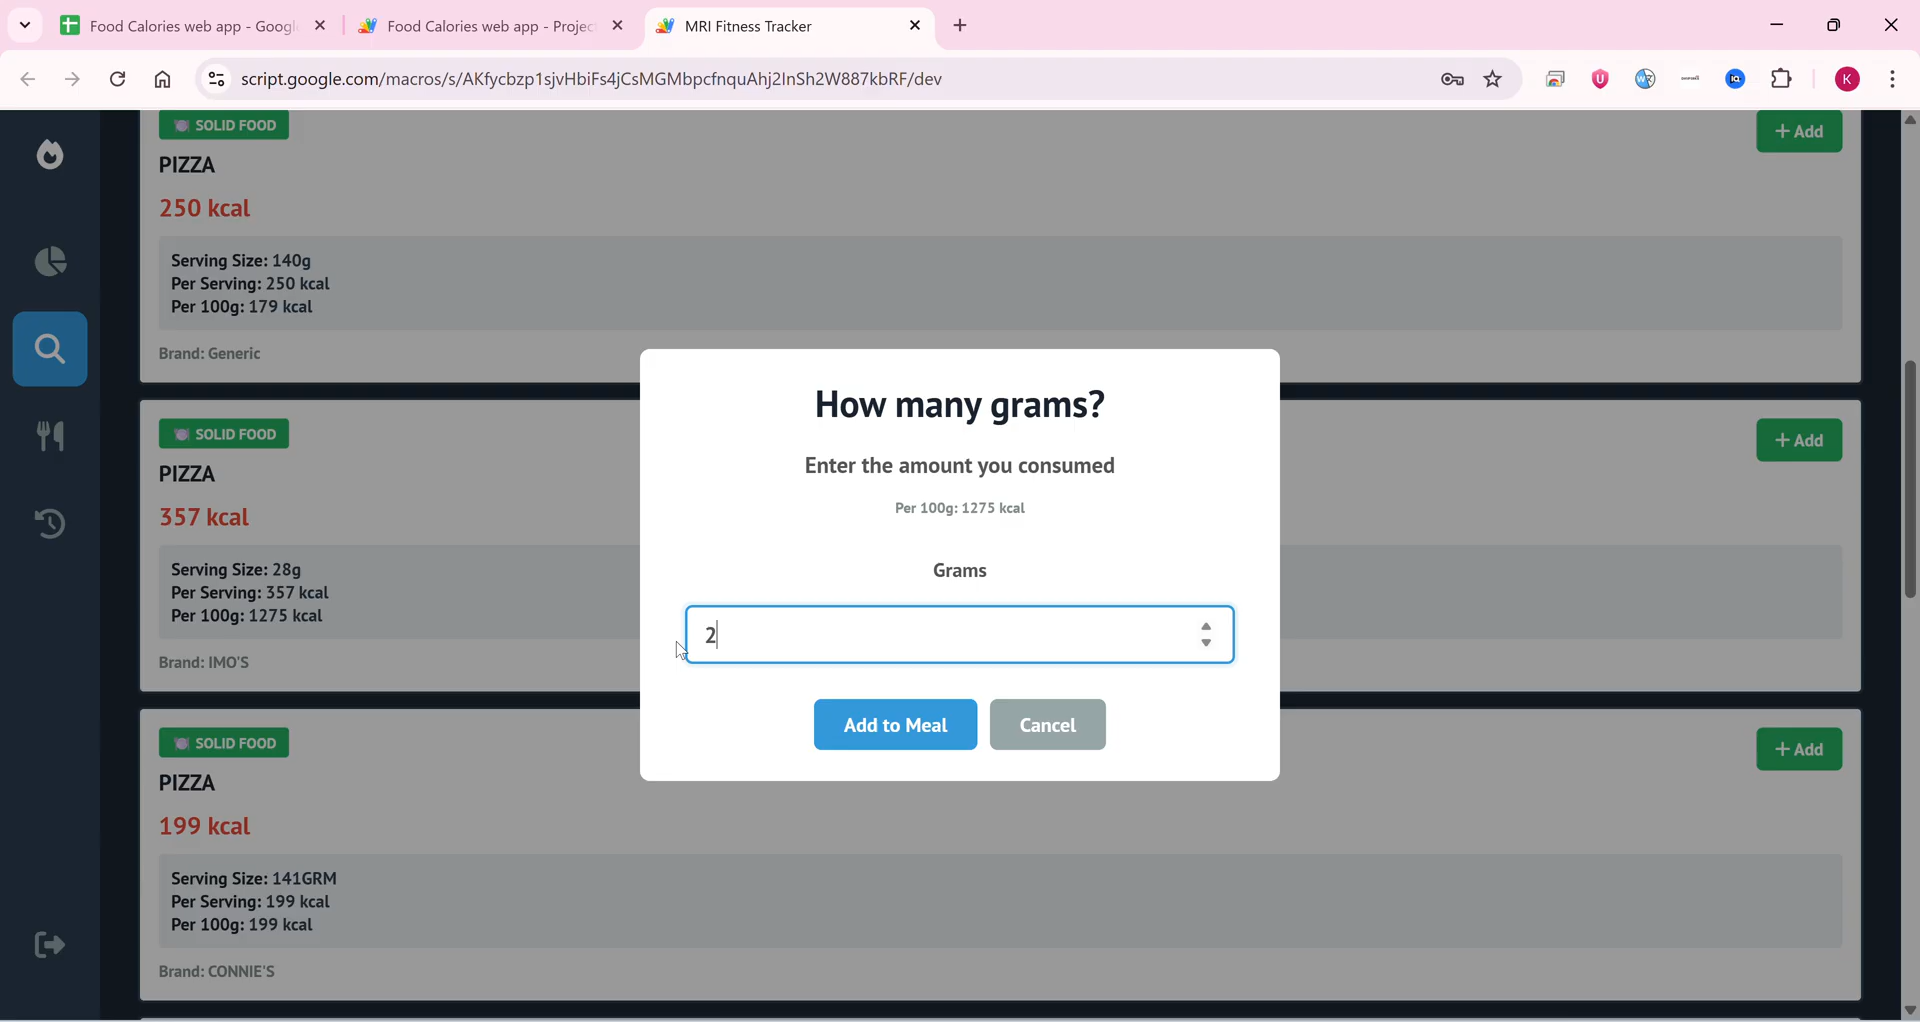 Food Calories web app - Googl
Food Calories web app - Projec
MRI Fitness Tracker
script.google.com/macros/s/AKfycbzp1sjvHbiFs4jCsMGMbpcfnquAhj2InSh2W887kbRF/dev
K
SOLID FOOD
+ Add
PIZZA
250 kcal
Serving Size: 140g
Per Serving: 250 kcal
Per 100g: 179 kcal
Brand: Generic
SOLID FOOD
+ Add
PIZZA
357 kcal
Serving Size: 28g
Per Serving: 357 kcal
Per 100g: 1275 kcal
Brand: IMO'S
How many grams?
Enter the amount you consumed
Per 100g: 1275 kcal
Grams
2
Add to Meal
Cancel
SOLID FOOD
+ Add
PIZZA
199 kcal
Serving Size: 141GRM
Per Serving: 199 kcal
Per 100g: 199 kcal
Brand: CONNIE'S